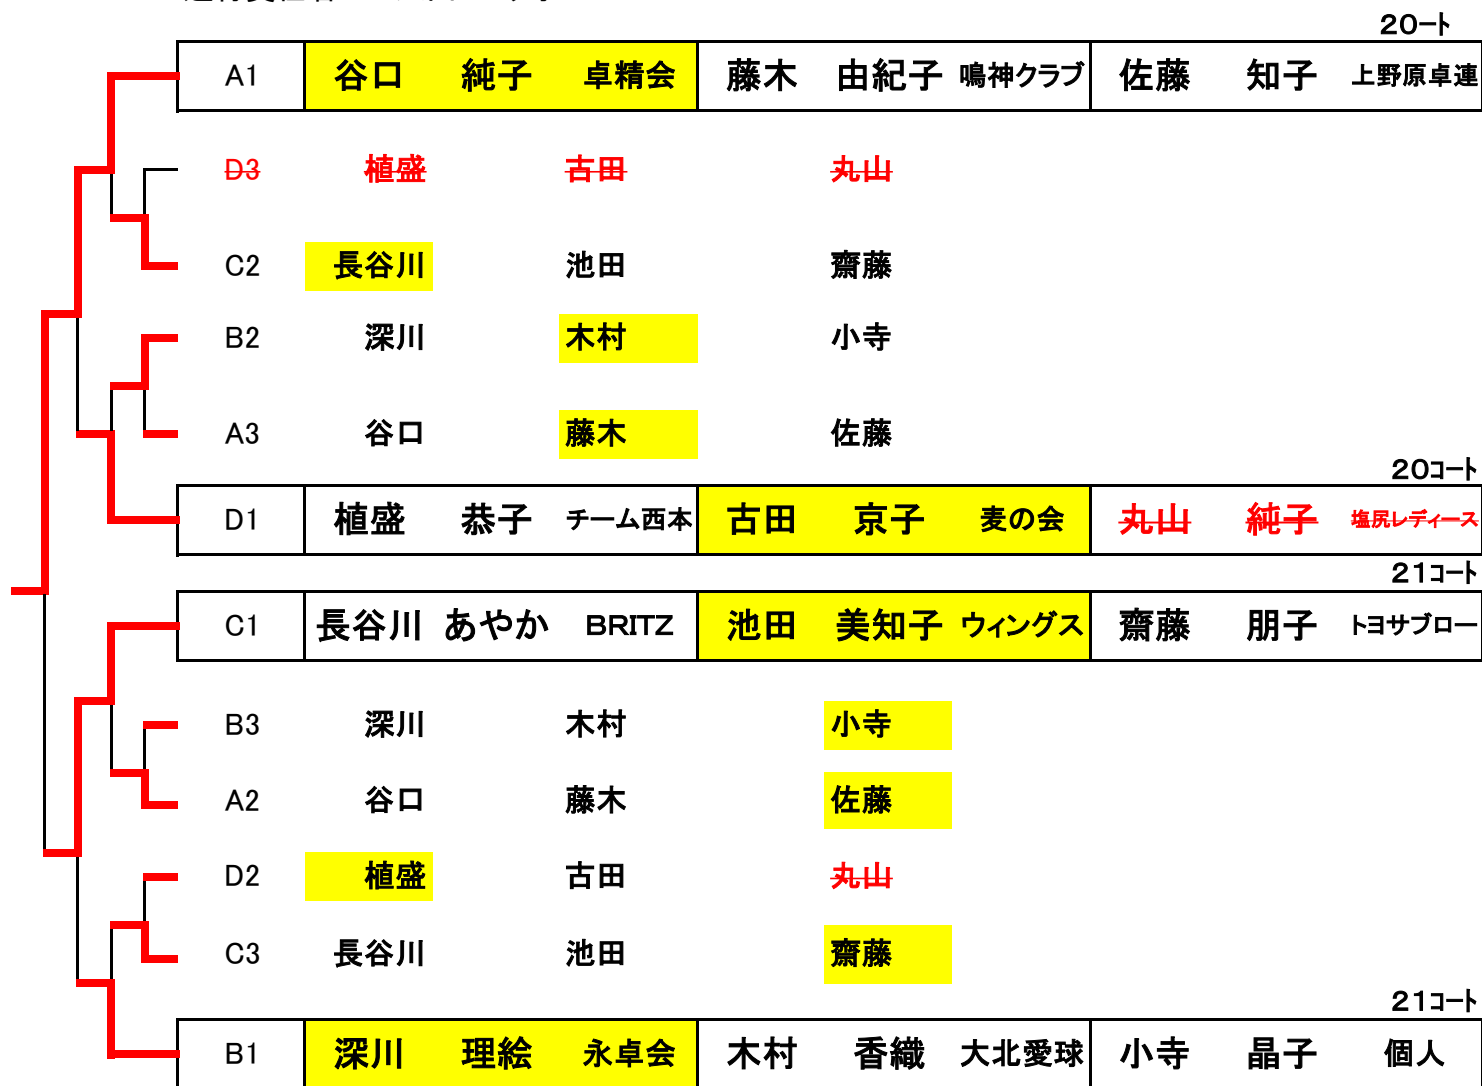 20ート
A1 谷口 純子 卓精会 藤木 由紀子 鳴神クラブ 佐藤 知子 上野原卓連
D3 植盛 古田 丸山
C2 長谷川 池田 齋藤
B2 深川 木村 小寺
A3 谷口 藤木 佐藤
20コート
D1 植盛 恭子 チーム西本 古田 京子 麦の会 丸山 純子 塩尻レディース
21コート
C1 長谷川 あやか BRITZ 池田 美知子 ウィングス 齋藤 朋子 トヨサブロー
B3 深川 木村 小寺
A2 谷口 藤木 佐藤
D2 植盛 古田 丸山
C3 長谷川 池田 齋藤
21コート
B1 深川 理絵 永卓会 木村 香織 大北愛球 小寺 晶子 個人